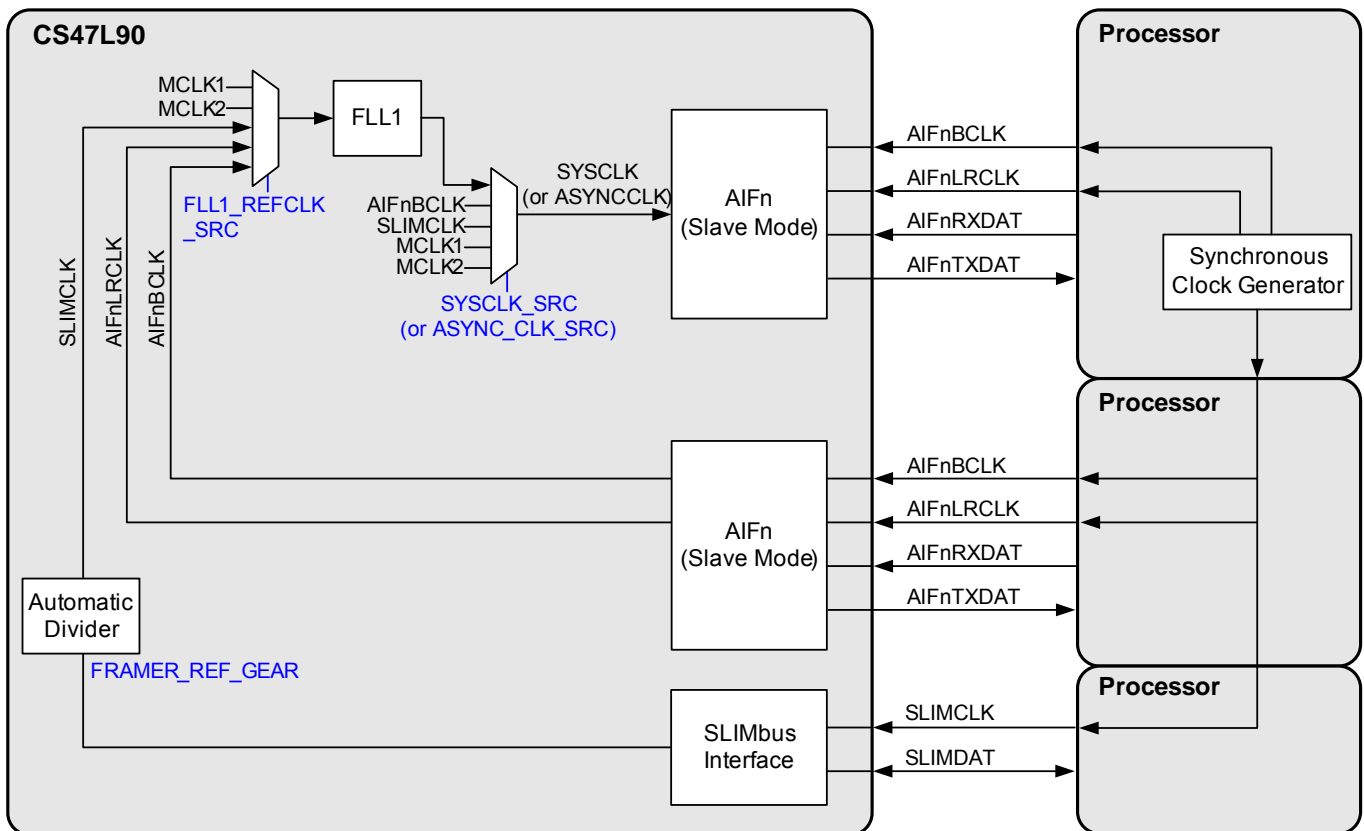 CS47L90
Processor
MCLK1
MCLK2
FLL1
FLL1_REFCLK
_SRC
SYSCLK
(or ASYNCCLK)
AIFnBCLK
SLIMCLK
MCLK1
MCLK2
SYSCLK_SRC
(or ASYNC_CLK_SRC)
AIFn
(Slave Mode)
AIFnBCLK
AIFnLRCLK
AIFnRXDAT
AIFnTXDAT
Synchronous
Clock Generator
SLIMCLK
AIFnLRCLK
AIFnBCLK
Processor
AIFn
(Slave Mode)
AIFnBCLK
AIFnLRCLK
AIFnRXDAT
AIFnTXDAT
Automatic
Divider
FRAMER_REF_GEAR
Processor
SLIMbus
Interface
SLIMCLK
SLIMDAT